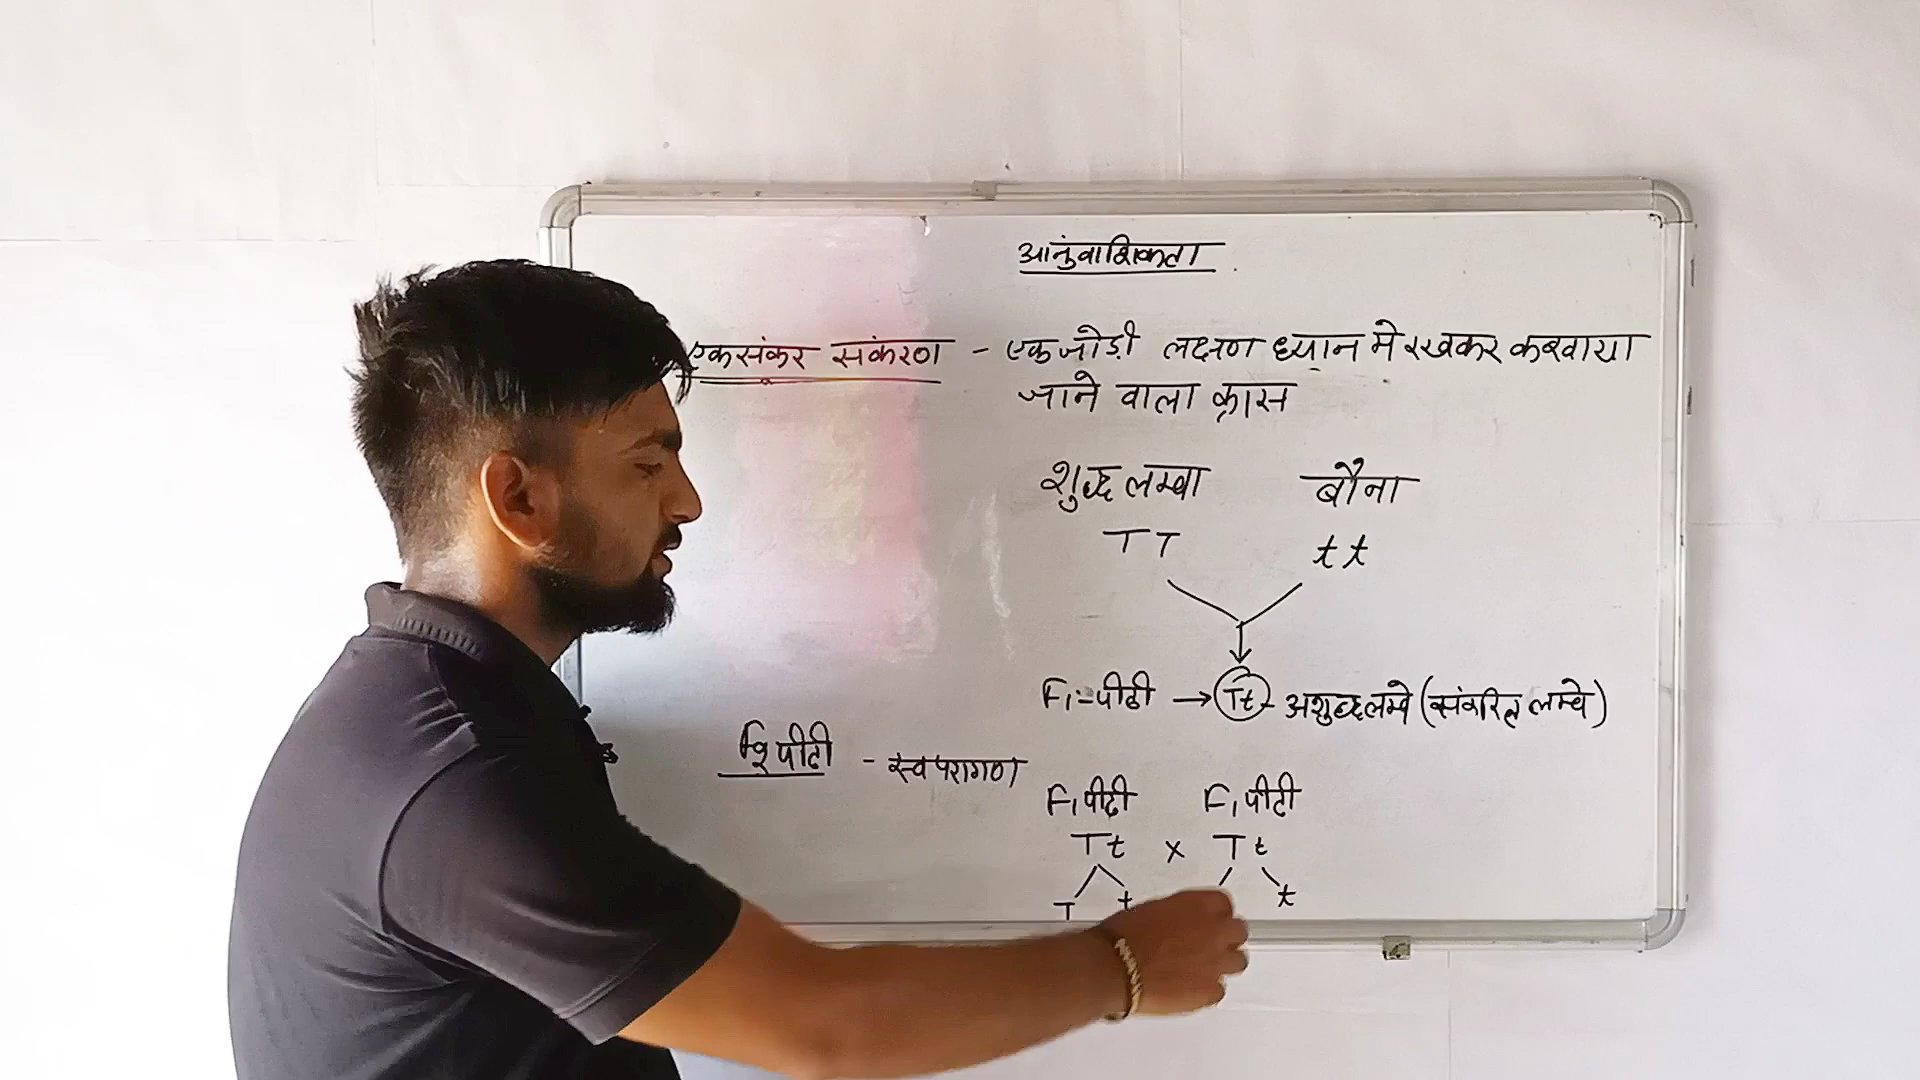 आनुंवाशिकता
एकसंकर संकरण - एक जोड़ी लक्षण ध्यान मे रखकर करवाया
जाने वाला क्रास
शुद्ध लम्बा बौना
TT tt
F1-पीढी → Tt - अशुद्ध लम्बे (संकरित लम्बे)
F2 पीढी - स्वपरागण
F1 पीढी F1 पीढी
Tt x Tt
T t t